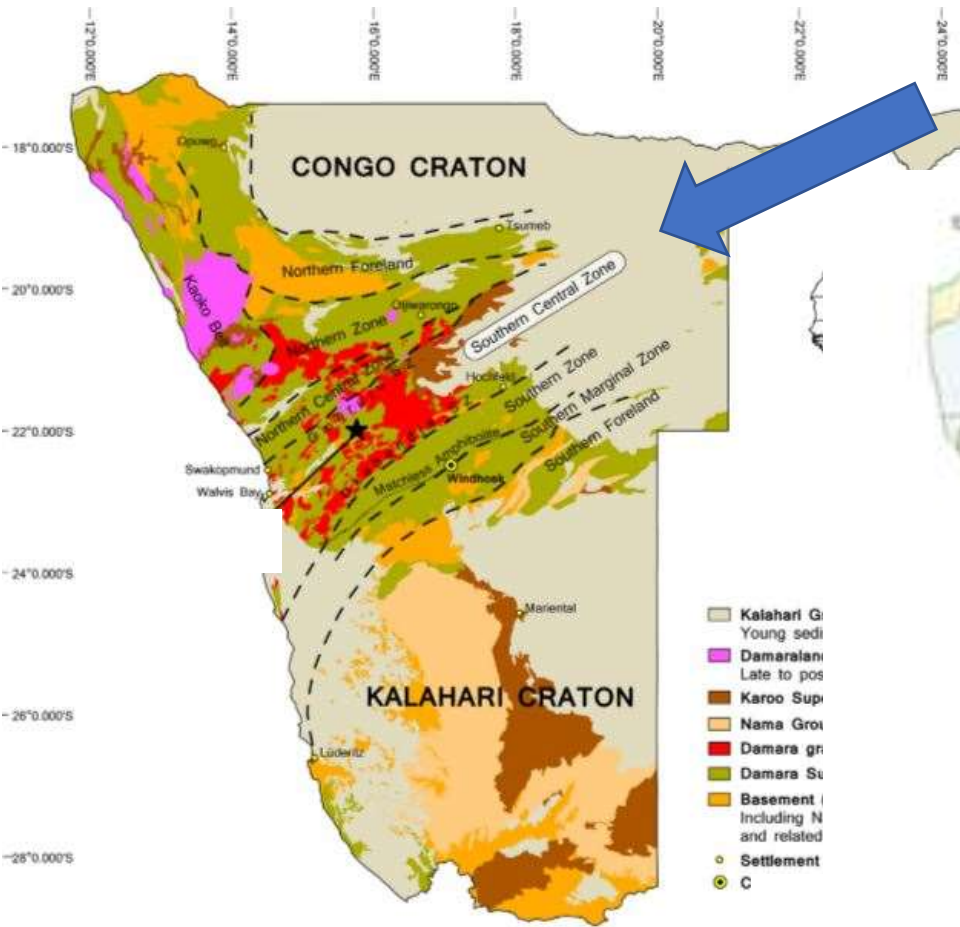 12°0.000'E
14°0.000'E
16°0.000'E
18°0.000'E
20°0.000'E
22°0.000'E
24°0
18°0.000'S
20°0.000'S
22°0.000'S
24°0.000'S
26°0.000'S
28°0.000'S
Opuwo
CONGO CRATON
Tsumeb
Northern Foreland
Kaoko Be
Otjiwarongo
Northern Zone
Southern Central Zone
Northern Central Zone
Hochfeld
Southern Zone
Southern Marginal Zone
Southern Foreland
Matchless Amphibolite
Swakopmund
Windhoek
Walvis Bay
Mariental
KALAHARI CRATON
Lüderitz
Kalahari G
Young sedi
Damaralan
Late to pos
Karoo Sup
Nama Grou
Damara gra
Damara Su
Basement
Including N
and related
Settlement
C